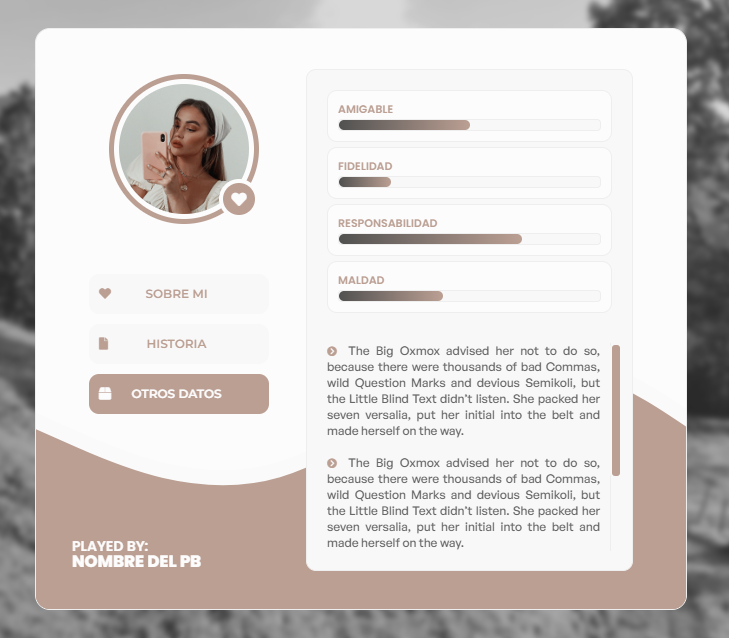 SOBRE MI
HISTORIA
OTROS DATOS
PLAYED BY:
NOMBRE DEL PB
AMIGABLE
FIDELIDAD
RESPONSABILIDAD
MALDAD
The Big Oxmox advised her not to do so,
because there were thousands of bad Commas,
wild Question Marks and devious Semikoli, but
the Little Blind Text didn't listen. She packed her
seven versalia, put her initial into the belt and
made herself on the way.
The Big Oxmox advised her not to do so,
because there were thousands of bad Commas,
wild Question Marks and devious Semikoli, but
the Little Blind Text didn't listen. She packed her
seven versalia, put her initial into the belt and
made herself on the way.